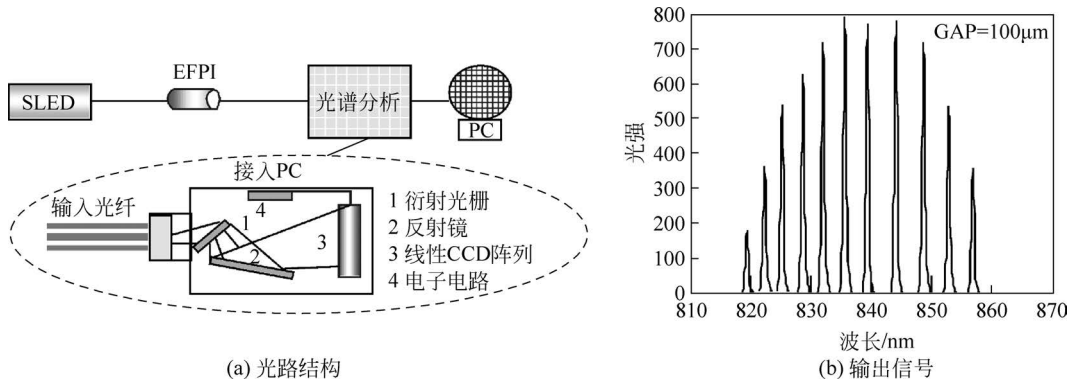 SLED
EFPI
光谱分析
PC
接入PC
输入光纤
1
2
3
4
1 衍射光栅
2 反射镜
3 线性CCD阵列
4 电子电路
(a) 光路结构
GAP=100μm
光强
800
700
600
500
400
300
200
100
0
810 820 830 840 850 860 870
波长/nm
(b) 输出信号